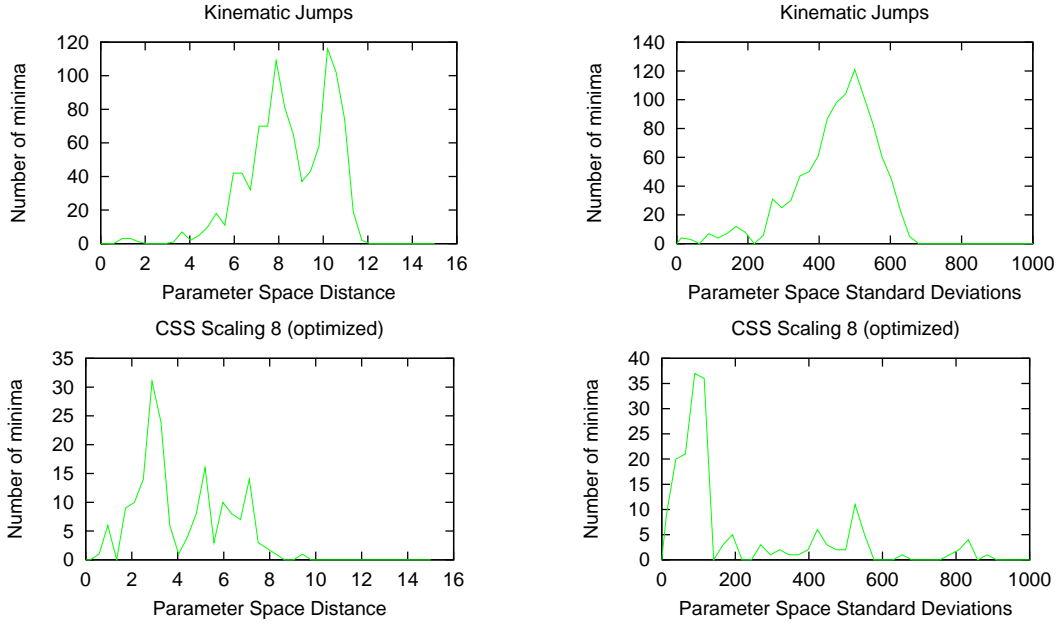 Kinematic Jumps
Number of minima
120
100
80
60
40
20
0
0 2 4 6 8 10 12 14 16
Parameter Space Distance
Kinematic Jumps
Number of minima
140
120
100
80
60
40
20
0
0 200 400 600 800 1000
Parameter Space Standard Deviations
CSS Scaling 8 (optimized)
Number of minima
35
30
25
20
15
10
5
0
0 2 4 6 8 10 12 14 16
Parameter Space Distance
CSS Scaling 8 (optimized)
Number of minima
40
35
30
25
20
15
10
5
0
0 200 400 600 800 1000
Parameter Space Standard Deviations